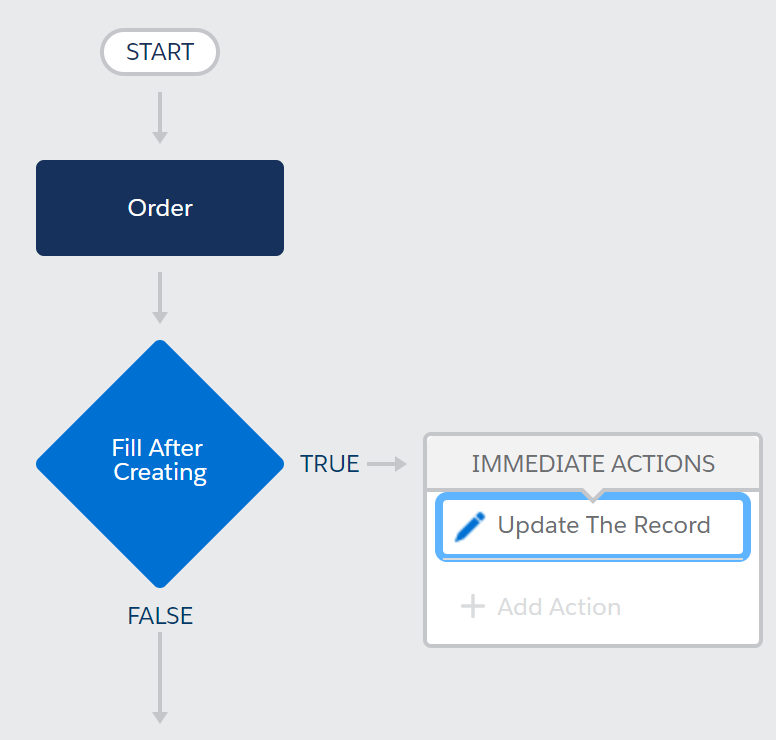 START
Order
Fill After
Creating
TRUE
IMMEDIATE ACTIONS
Update The Record
Add Action
FALSE